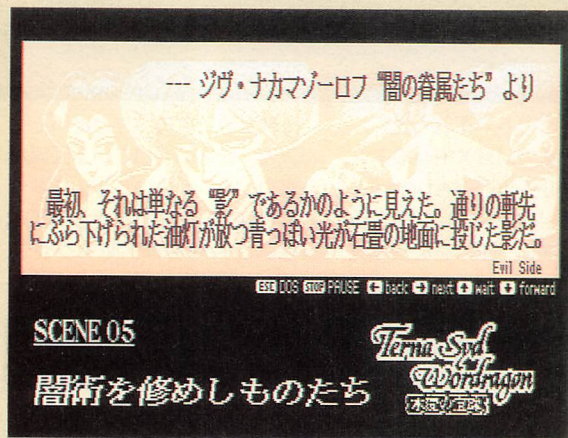 --- ジヴ・ナカマゾーロフ “闇の眷属たち” より
最初、それは単なる “影” であるかのように見えた。通りの軒先
にぶら下げられた油灯が放つ青っぽい光が石畳の地面に投じた影だ。
Evil Side
ESC DOS STOP PAUSE ← back → next ↑ wait ↓ forward
SCENE 05
闇術を修めしものたち
Terna Syd
Wordragon
の宝珠